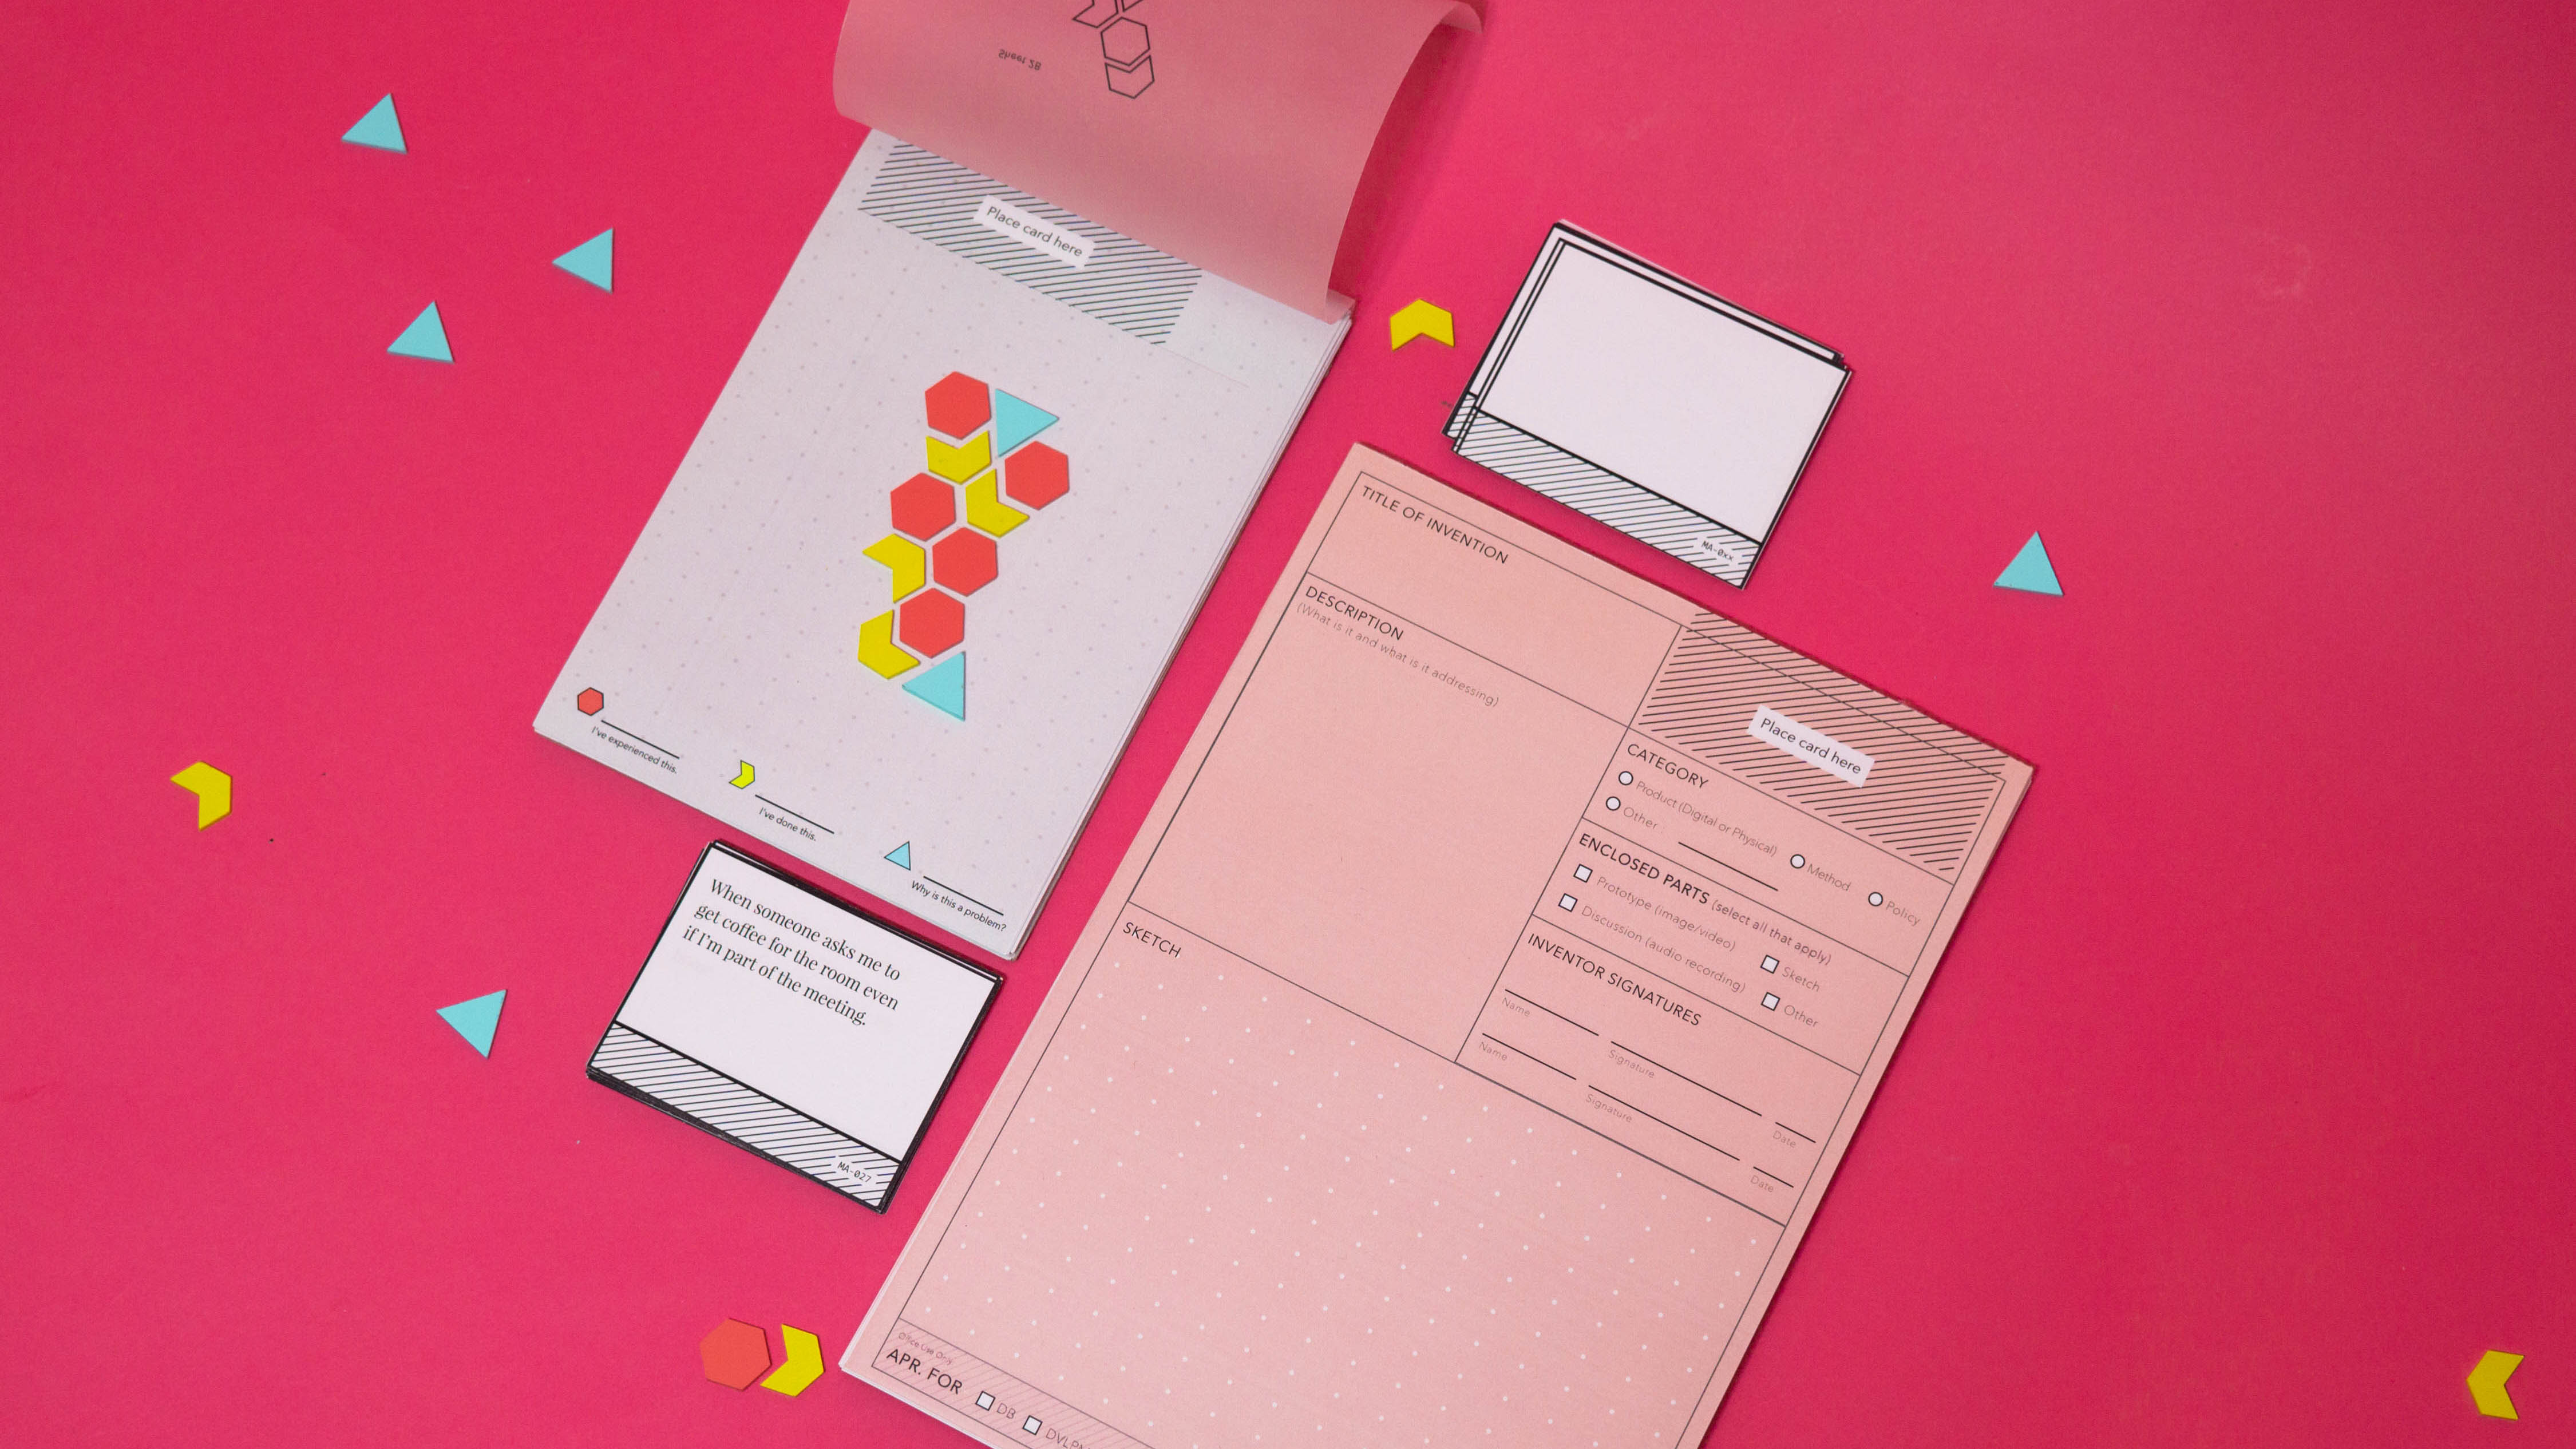 Sheet 2B
Place card here
I've experienced this.
I've done this.
Why is this a problem?
When someone asks me to
get coffee for the room even
if I'm part of the meeting.
MA-027
MA-0xx
TITLE OF INVENTION
DESCRIPTION
(What is it and what is it addressing)
Place card here
CATEGORY
Product (Digital or Physical)
Method
Policy
Other
ENCLOSED PARTS (select all that apply)
Prototype (image/video)
Sketch
Discussion (audio recording)
Other
INVENTOR SIGNATURES
Name
Signature
Date
Name
Signature
Date
SKETCH
Office Use Only
APR. FOR
DB